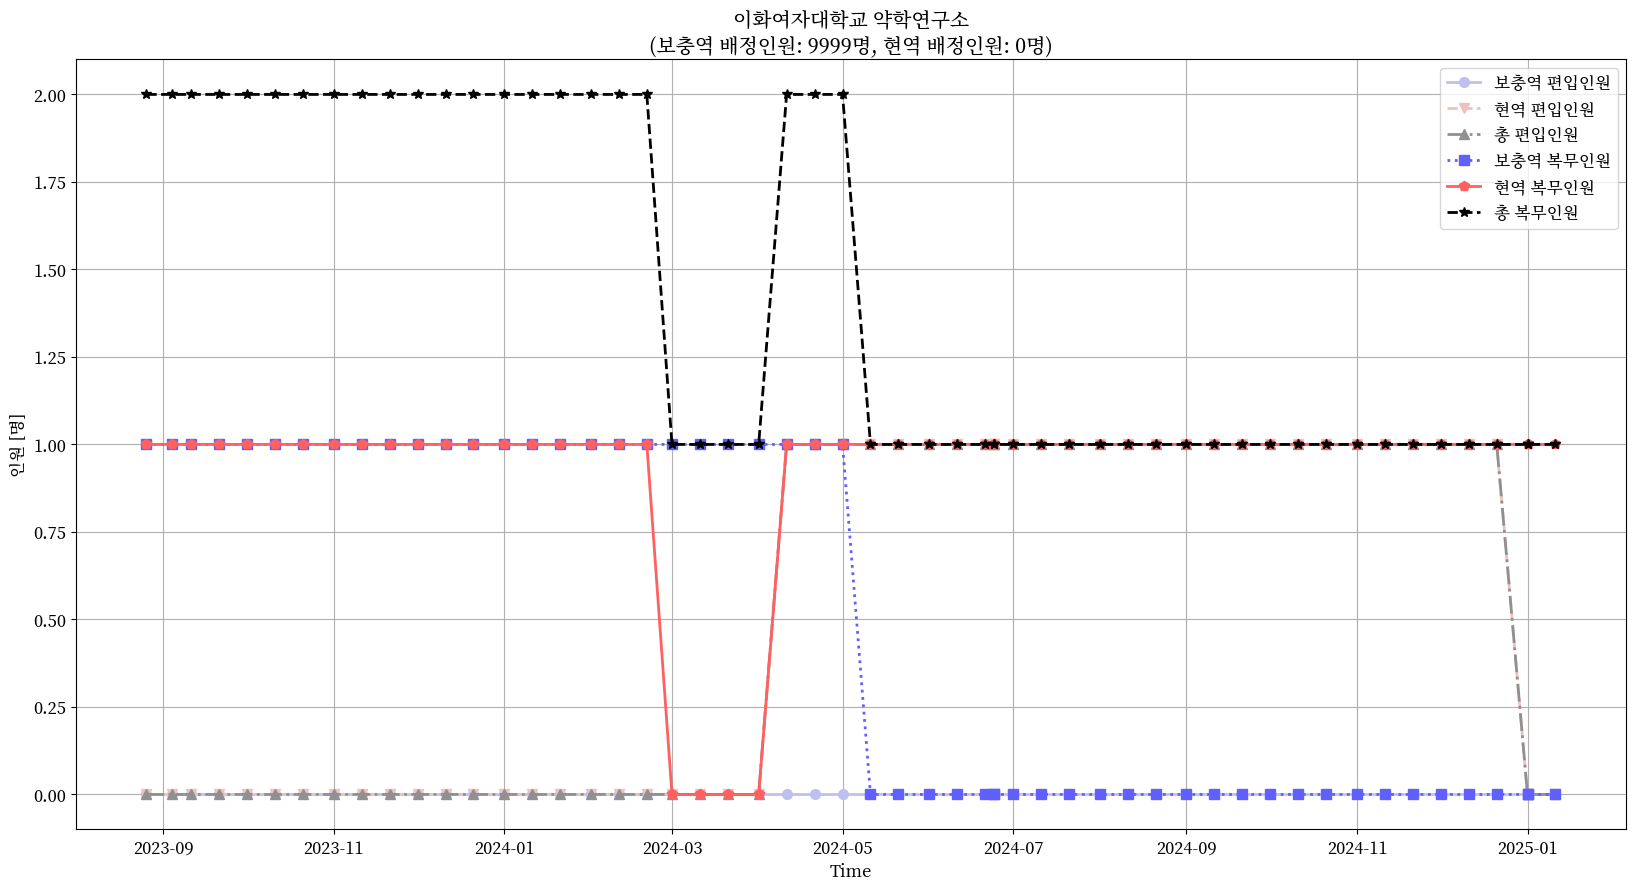 이화여자대학교 약학연구소
(보충역 배정인원: 9999명, 현역 배정인원: 0명)
보충역 편입인원
현역 편입인원
총 편입인원
보충역 복무인원
현역 복무인원
총 복무인원
인원 [명]
2.00
1.75
1.50
1.25
1.00
0.75
0.50
0.25
0.00
2023-09
2023-11
2024-01
2024-03
2024-05
2024-07
2024-09
2024-11
2025-01
Time